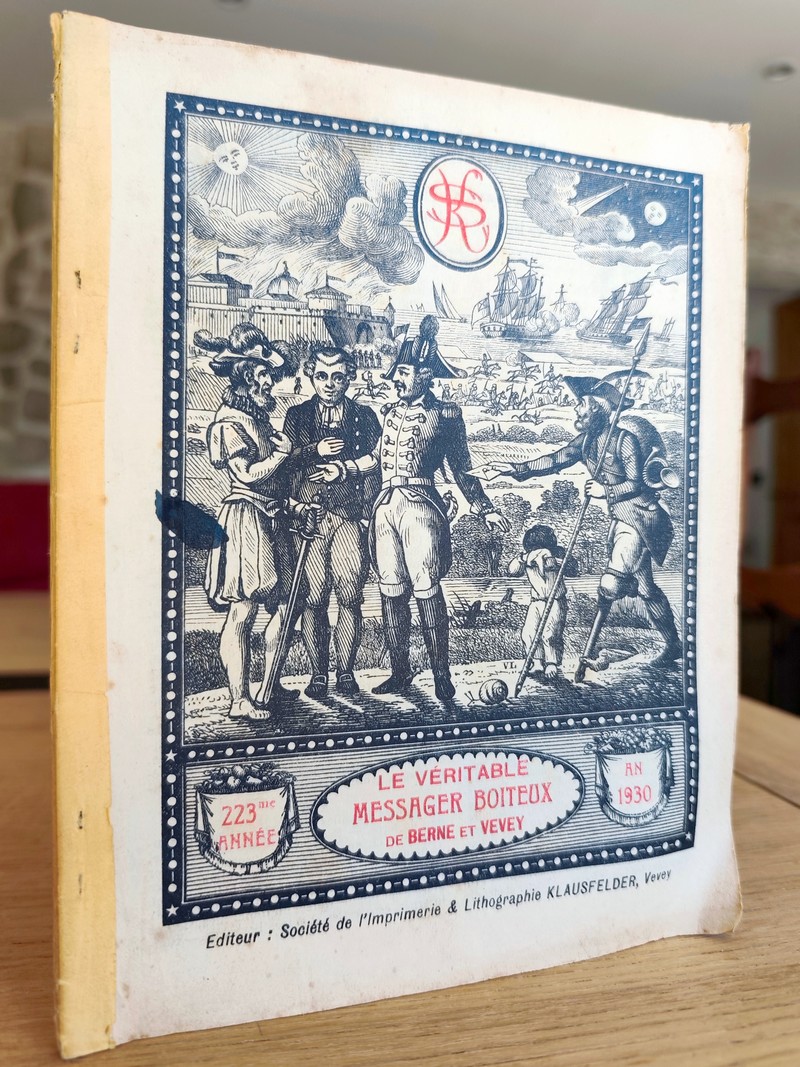 VL
223me
ANNÉE
LE VÉRITABLE
MESSAGER BOITEUX
DE BERNE ET VEVEY
AN
1930
Editeur : Société de l'Imprimerie & Lithographie KLAUSFELDER, Vevey